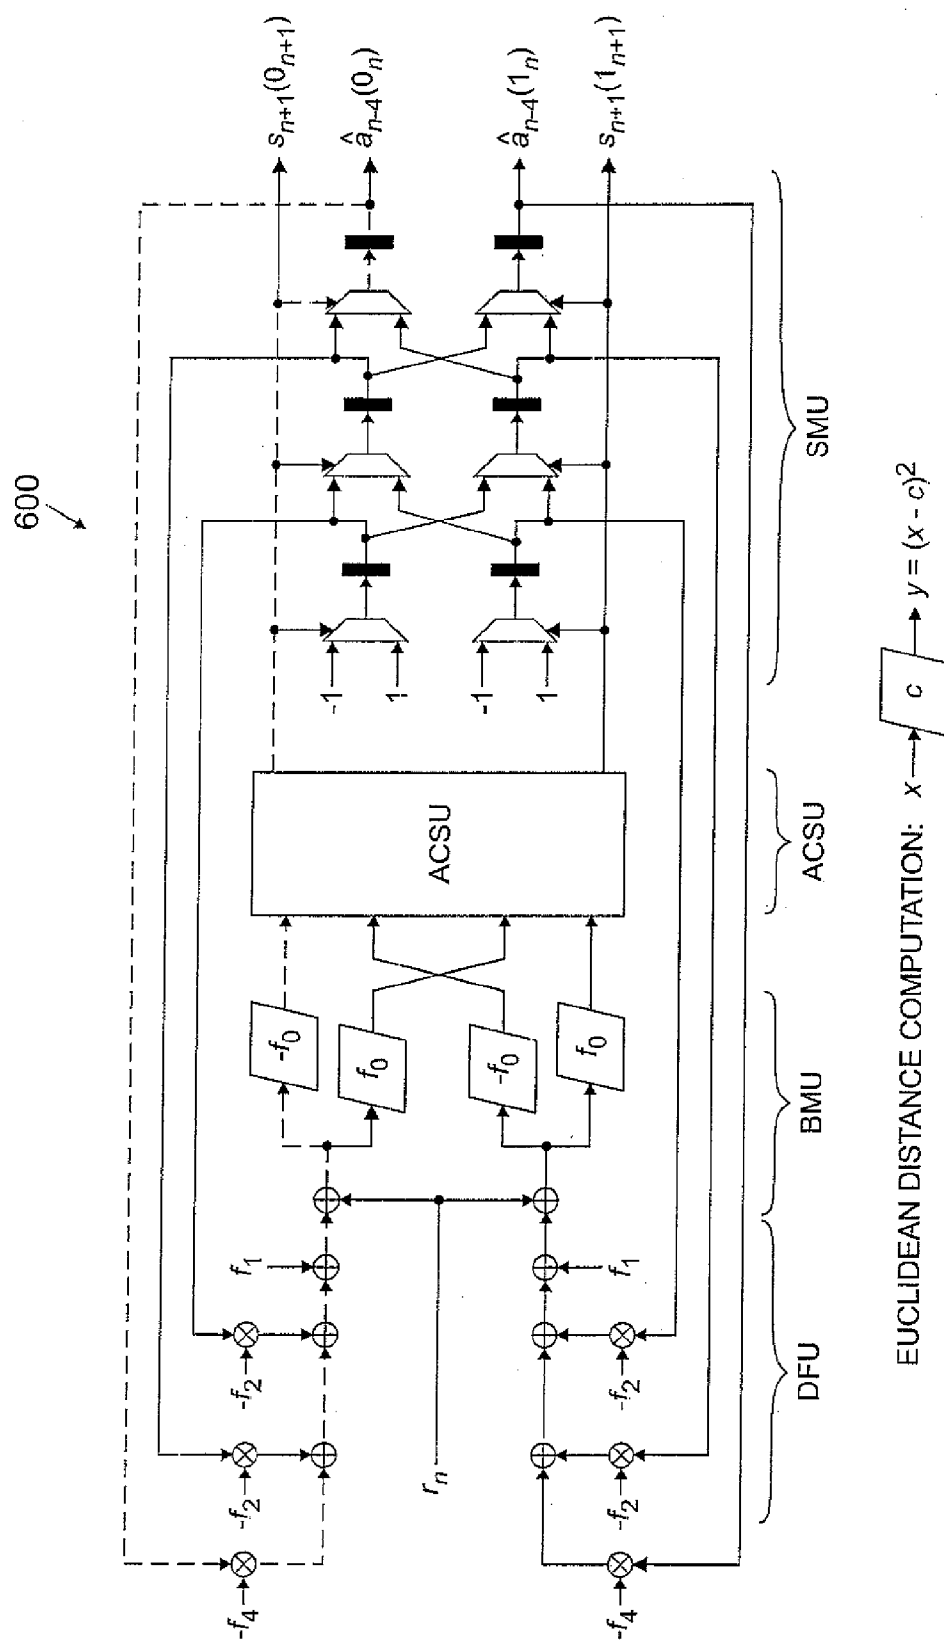 600
s_{n+1}(0_{n+1})
â_{n-4}(0_n)
â_{n-4}(1_n)
s_{n+1}(1_{n+1})
-f_4
-f_2
-f_2
f_1
r_n
-f_4
-f_2
-f_2
f_1
-f_0
f_0
-f_0
f_0
ACSU
-1
1
-1
1
DFU
BMU
ACSU
SMU
EUCLIDEAN DISTANCE COMPUTATION: x c y = (x - c)^2